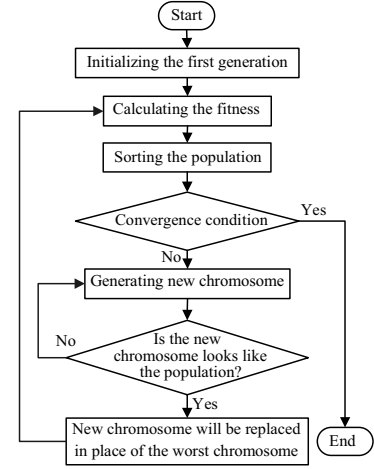 Start
Initializing the first generation
Calculating the fitness
Sorting the population
Convergence condition
Yes
No
Generating new chromosome
No
Is the new
chromosome looks like
the population?
Yes
New chromosome will be replaced
in place of the worst chromosome
End